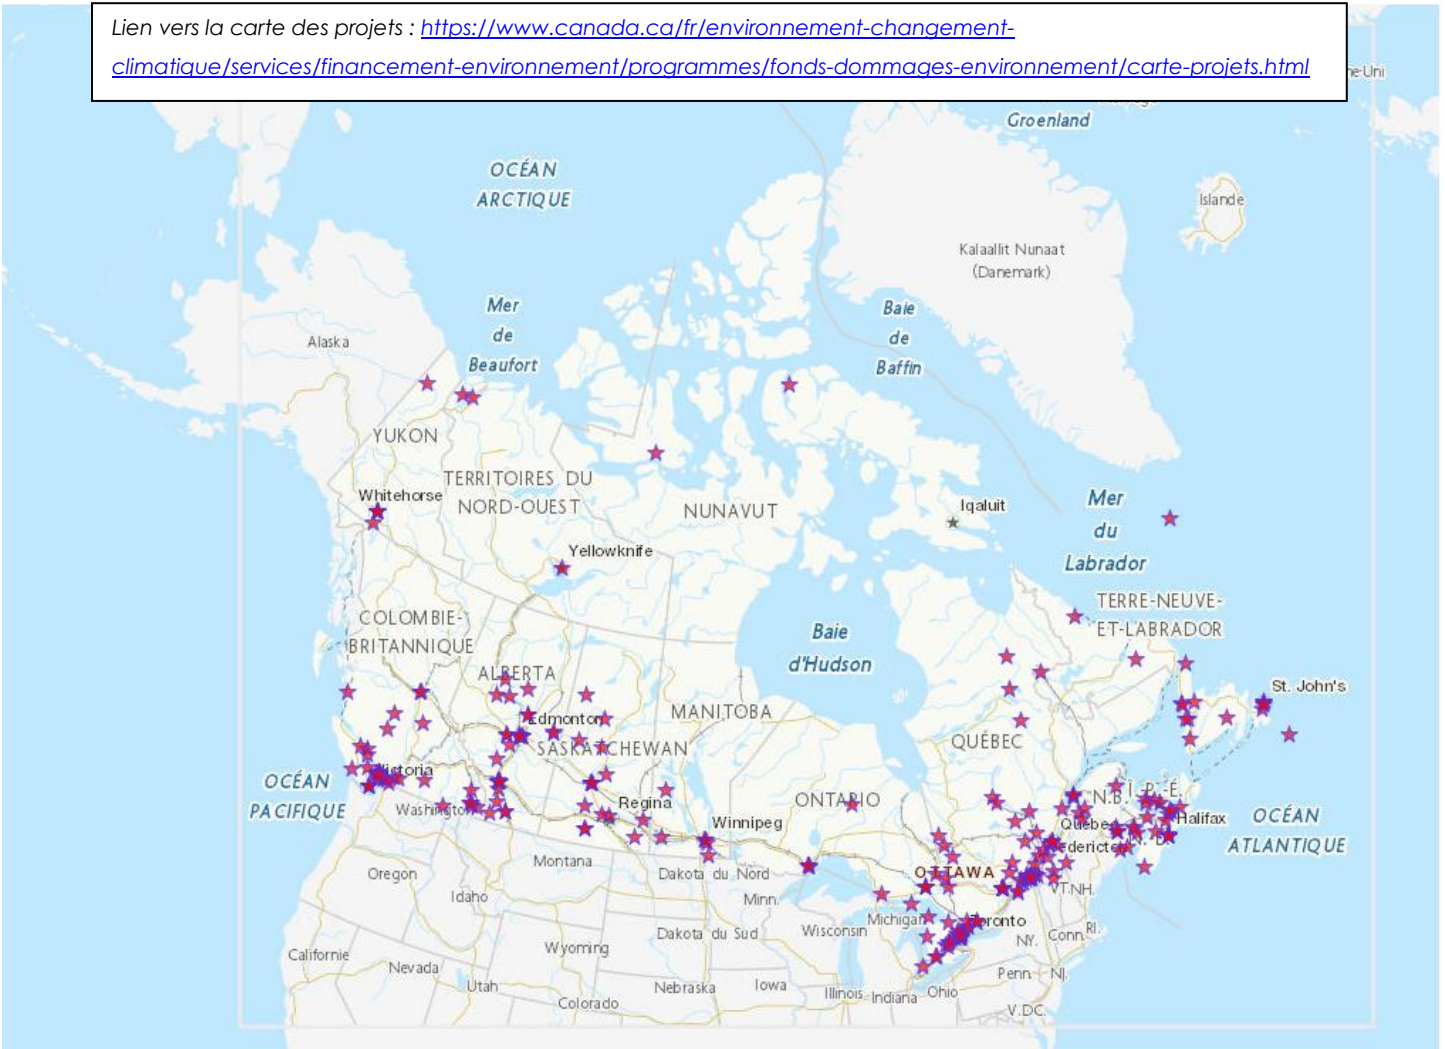 Lien vers la carte des projets : https://www.canada.ca/fr/environnement-changement-
climatique/services/financement-environnement/programmes/fonds-dommages-environnement/carte-projets.html
Groenland
OCÉAN
ARCTIQUE
Islande
Kalaallit Nunaat
(Danemark)
Mer
de
Beaufort
Baie
de
Baffin
Alaska
YUKON
TERRITOIRES DU
NORD-OUEST
Whitehorse
NUNAVUT
Iqaluit
Mer
du
Labrador
Yellowknife
TERRE-NEUVE-
ET-LABRADOR
COLOMBIE-
BRITANNIQUE
Baie
d'Hudson
ALBERTA
St. John's
Edmonton
MANITOBA
SASKATCHEWAN
QUÉBEC
OCÉAN
PACIFIQUE
Victoria
Washington
Regina
ONTARIO
Winnipeg
N.B.
Î.-P.-É.
Québec
Halifax
OCÉAN
ATLANTIQUE
Montana
Oregon
Dakota du Nord
OTTAWA
VT.
NH.
Idaho
Minn.
Michigan
Toronto
Wisconsin
Dakota du Sud
NY.
Conn.
RI.
Wyoming
Californie
Nevada
Utah
Nebraska
Iowa
Penn.
NJ.
Illinois
Indiana
Ohio
Colorado
V.DC.